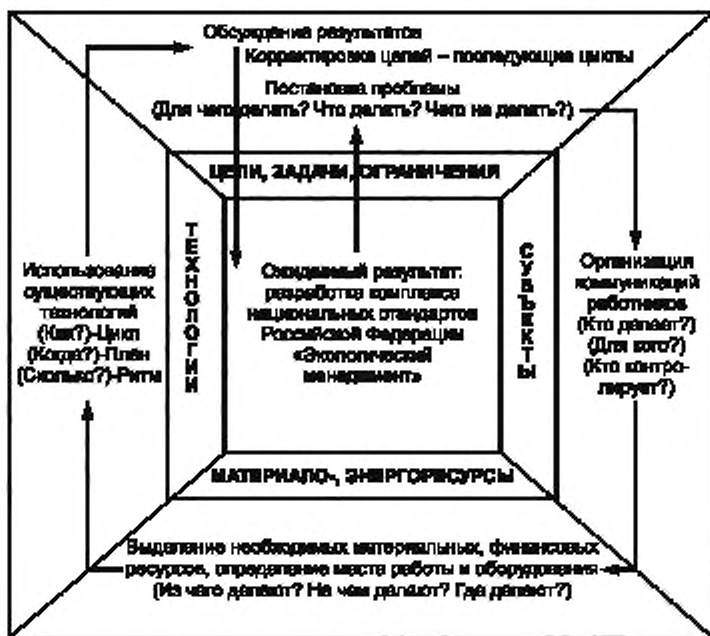 Обсуждение результатов
Корректировка целей – последующие циклы
Постановка проблемы
(Для чего делать? Что делать? Чего не делать?)
ЦЕЛИ, ЗАДАЧИ, ОГРАНИЧЕНИЯ
ТЕХНОЛОГИИ
СУБЪЕКТЫ
Использование
существующих
технологий
(Как?)-Цикл
(Когда?)-План
(Сколько?)-Ритм
Ожидаемый результат:
разработка комплекса
национальных стандартов
Российской Федерации
«Экологический
менеджмент»
Организация
коммуникаций
работников
(Кто делает?)
(Для кого?)
(Кто контро-
лирует?)
МАТЕРИАЛО-, ЭНЕРГОРЕСУРСЫ
Выделение необходимых материальных, финансовых
ресурсов, определение места работы и оборудования
(Из чего делают? На чем делают? Где делают?)